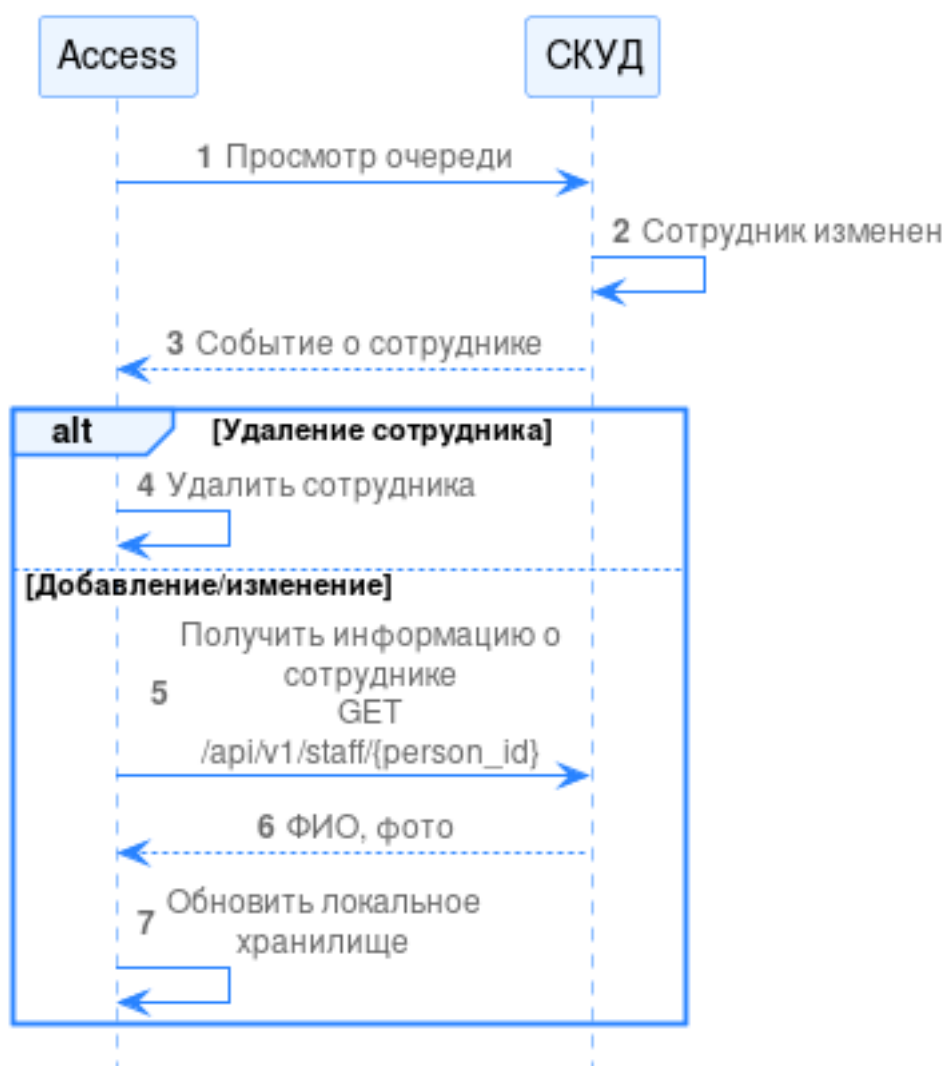 Access
СКУД
1 Просмотр очереди
2 Сотрудник изменен
3 Событие о сотруднике
alt [Удаление сотрудника]
4 Удалить сотрудника
[Добавление/изменение]
Получить информацию о
сотруднике
5
GET
/api/v1/staff/{person_id}
6 ФИО, фото
Обновить локальное
7
хранилище